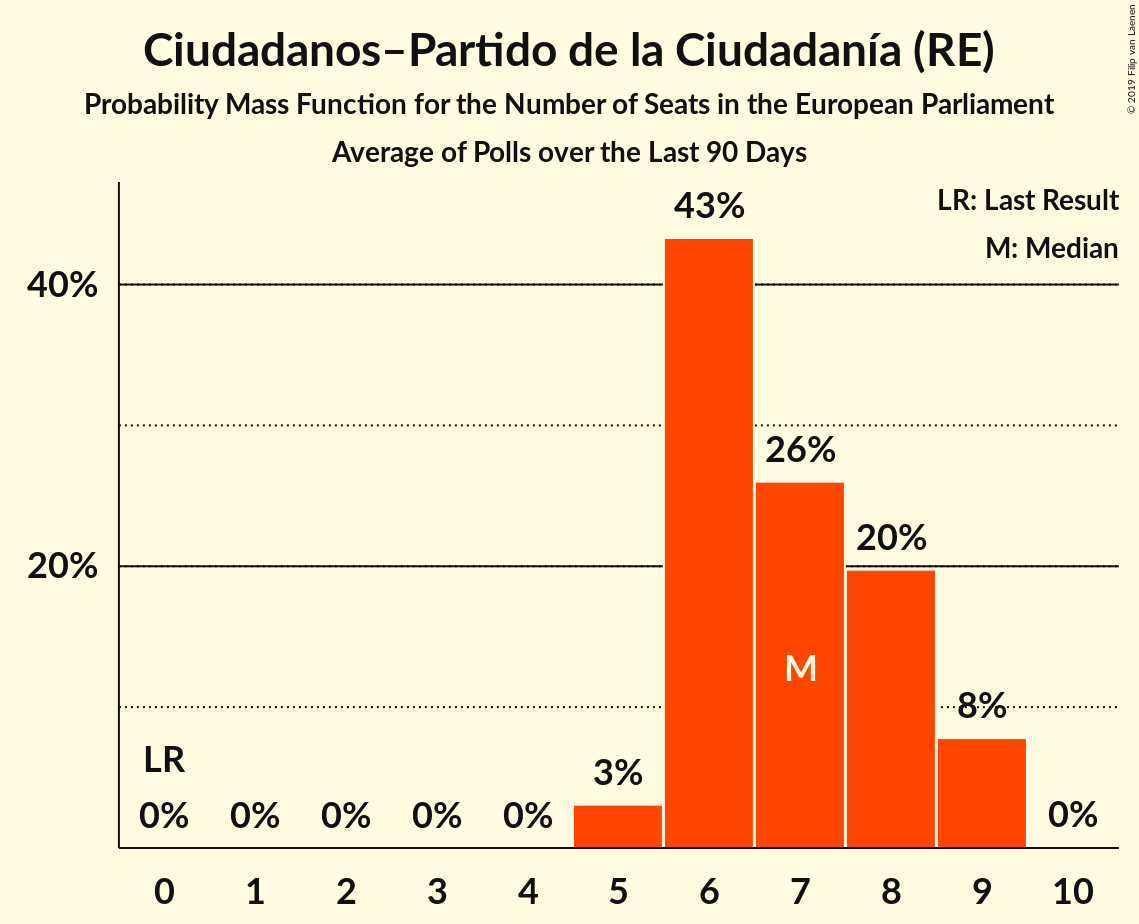 Ciudadanos–Partido de la Ciudadanía (RE)
Probability Mass Function for the Number of Seats in the European Parliament
Average of Polls over the Last 90 Days
© 2019 Filip van Laenen
LR: Last Result
M: Median
43%
40%
26%
20%
20%
M
8%
LR
3%
0% 0% 0% 0% 0% 0%
0 1 2 3 4 5 6 7 8 9 10